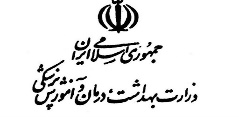 جمهوری اسلامی ایران
وزارت بهداشت درمان و آموزش پزشکی